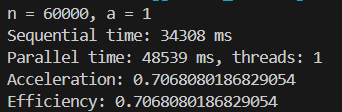 n = 60000, a = 1
Sequential time: 34308 ms
Parallel time: 48539 ms, threads: 1
Acceleration: 0.7068080186829054
Efficiency: 0.7068080186829054